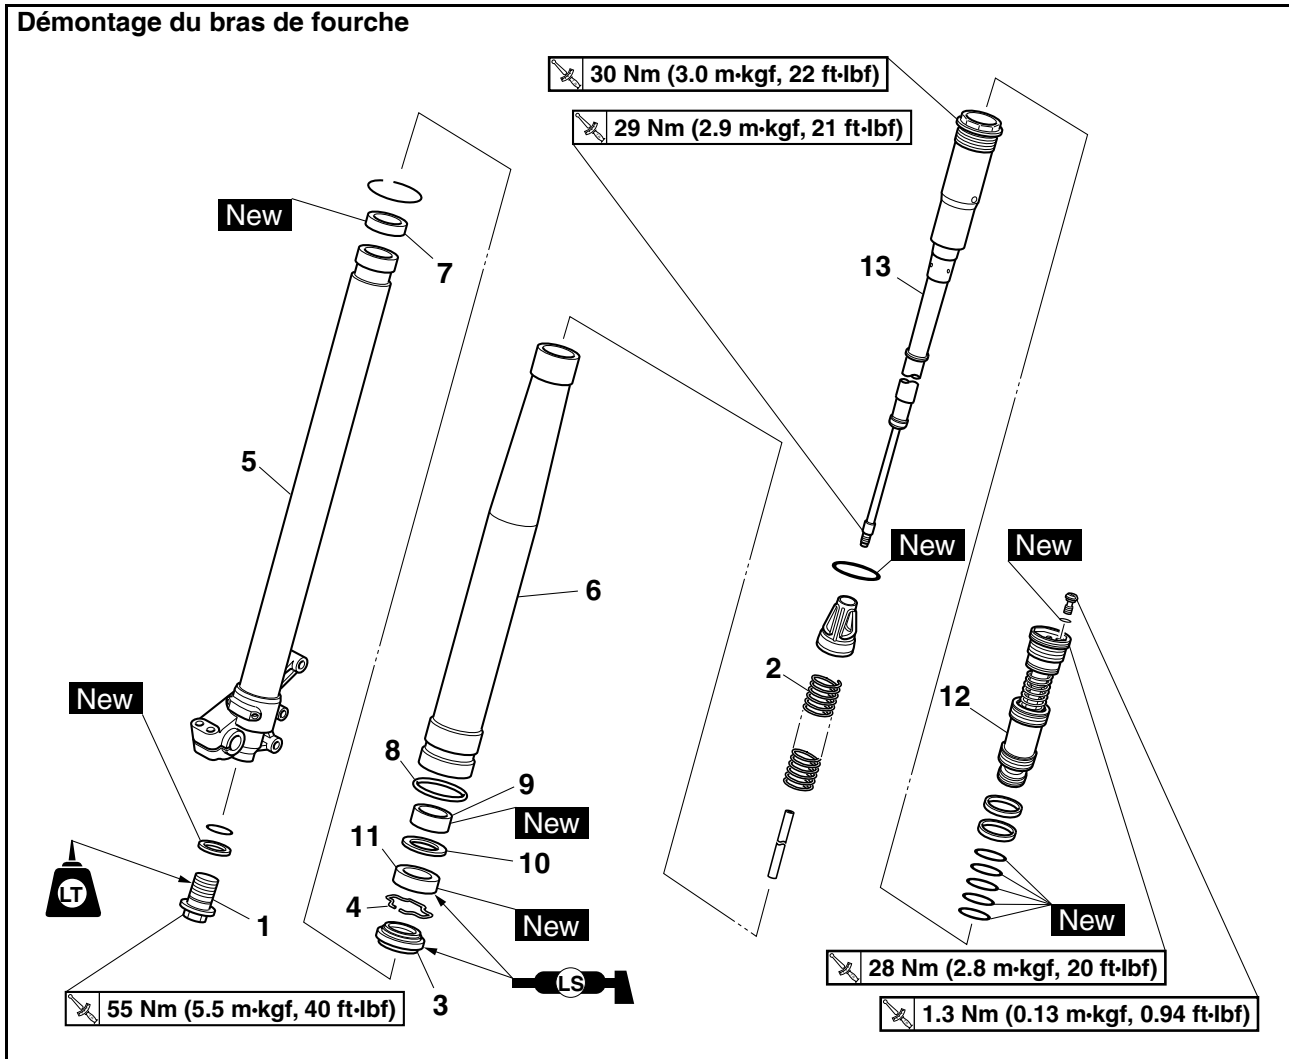 Démontage du bras de fourche
30 Nm (3.0 m·kgf, 22 ft·lbf)
29 Nm (2.9 m·kgf, 21 ft·lbf)
New
7
13
5
6
New
New
2
12
New
8
9
New
11
10
4
New
LT
1
3
LS
New
28 Nm (2.8 m·kgf, 20 ft·lbf)
55 Nm (5.5 m·kgf, 40 ft·lbf)
1.3 Nm (0.13 m·kgf, 0.94 ft·lbf)